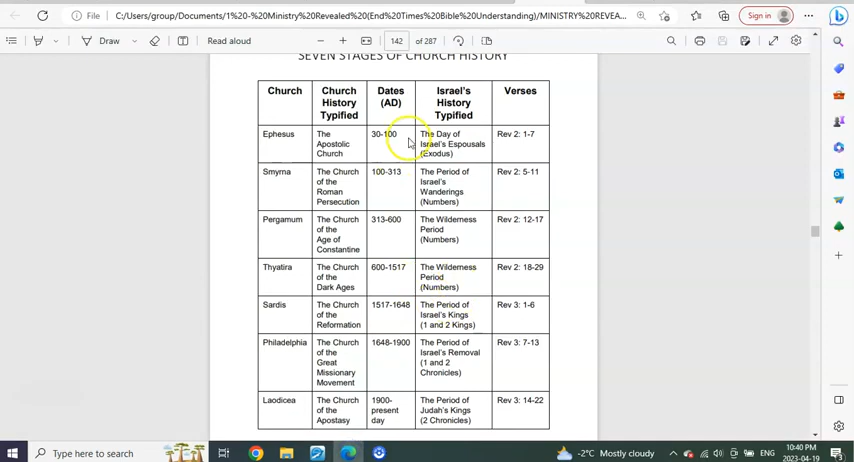 File
C:/Users/group/Documents/1%20-%20Ministry%20Revealed%20(End%20Times%20Bible%20Understanding)/MINISTRY%20REVEA...
Sign in
Draw
Read aloud
142 of 287
SEVEN STAGES OF CHURCH HISTORY
Church
Church
History
Typified
Dates
(AD)
Israel's
History
Typified
Verses
Ephesus
The
Apostolic
Church
30-100
The Day of
Israel's Espousals
(Exodus)
Rev 2: 1-7
Smyrna
The Church
of the
Roman
Persecution
100-313
The Period of
Israel's
Wanderings
(Numbers)
Rev 2: 5-11
Pergamum
The Church
of the
Age of
Constantine
313-600
The Wilderness
Period
(Numbers)
Rev 2: 12-17
Thyatira
The Church
of the
Dark Ages
600-1517
The Wilderness
Period
(Numbers)
Rev 2: 18-29
Sardis
The Church
of the
Reformation
1517-1648
The Period of
Israel's Kings
(1 and 2 Kings)
Rev 3: 1-6
Philadelphia
The Church
of the
Great
Missionary
Movement
1648-1900
The Period of
Israel's Removal
(1 and 2
Chronicles)
Rev 3: 7-13
Laodicea
The Church
of the
Apostasy
1900-
present
day
The Period of
Judah's Kings
(2 Chronicles)
Rev 3: 14-22
Type here to search
-2°C Mostly cloudy
ENG
10:40 PM
2023-04-19